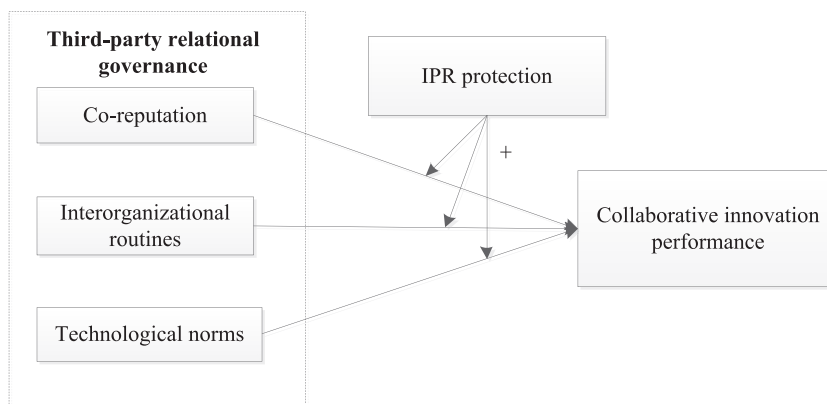 Third-party relational
governance
Co-reputation
Interorganizational
routines
Technological norms
IPR protection
+
Collaborative innovation
performance